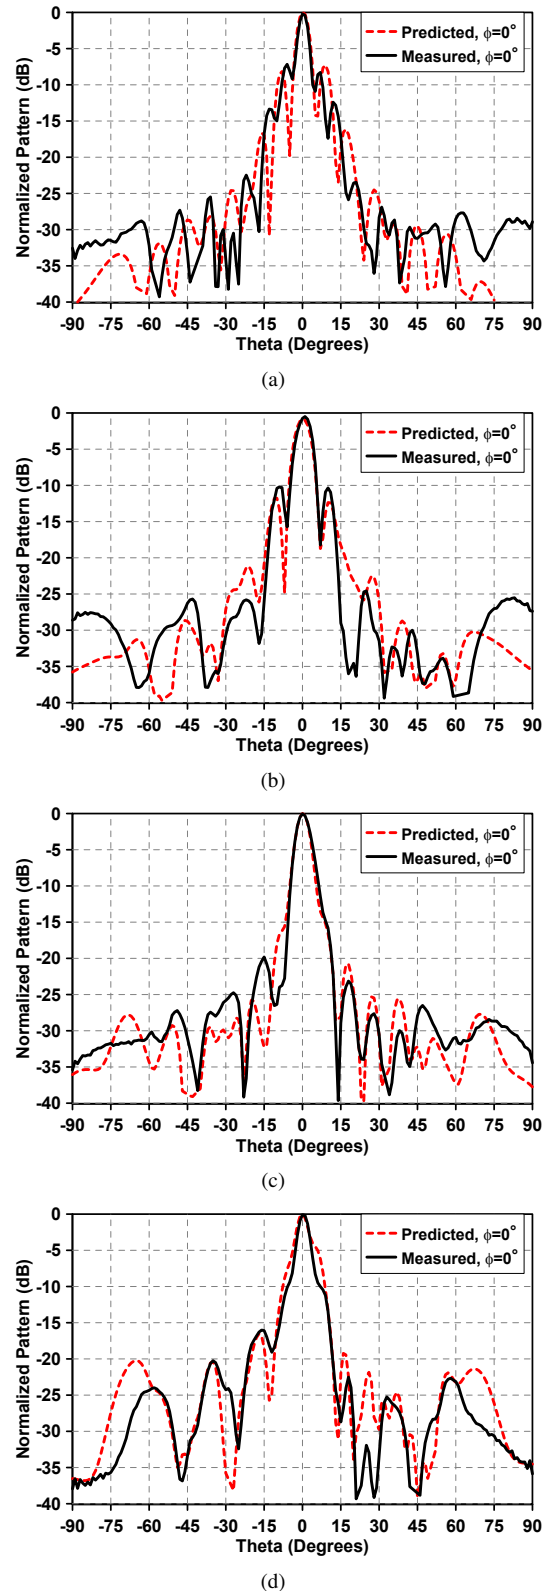 0
-5
-10
-15
-20
-25
-30
-35
-40
Normalized Pattern (dB)
Predicted, ϕ=0°
Measured, ϕ=0°
-90 -75 -60 -45 -30 -15 0 15 30 45 60 75 90
Theta (Degrees)
(a)
0
-5
-10
-15
-20
-25
-30
-35
-40
Normalized Pattern (dB)
Predicted, ϕ=0°
Measured, ϕ=0°
-90 -75 -60 -45 -30 -15 0 15 30 45 60 75 90
Theta (Degrees)
(b)
0
-5
-10
-15
-20
-25
-30
-35
-40
Normalized Pattern (dB)
Predicted, ϕ=0°
Measured, ϕ=0°
-90 -75 -60 -45 -30 -15 0 15 30 45 60 75 90
Theta (Degrees)
(c)
0
-5
-10
-15
-20
-25
-30
-35
-40
Normalized Pattern (dB)
Predicted, ϕ=0°
Measured, ϕ=0°
-90 -75 -60 -45 -30 -15 0 15 30 45 60 75 90
Theta (Degrees)
(d)